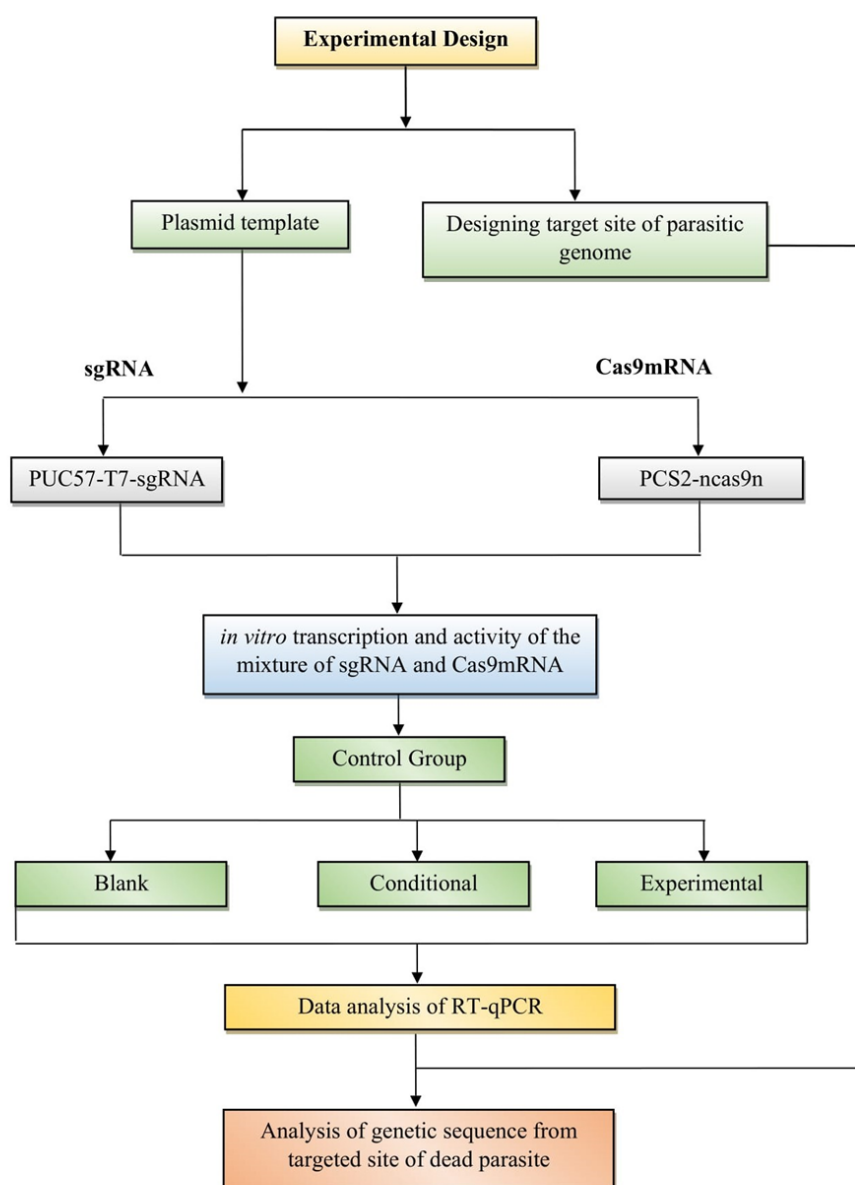 Experimental Design
Plasmid template
Designing target site of parasitic
genome
sgRNA
Cas9mRNA
PUC57-T7-sgRNA
PCS2-ncas9n
in vitro transcription and activity of the
mixture of sgRNA and Cas9mRNA
Control Group
Blank
Conditional
Experimental
Data analysis of RT-qPCR
Analysis of genetic sequence from
targeted site of dead parasite